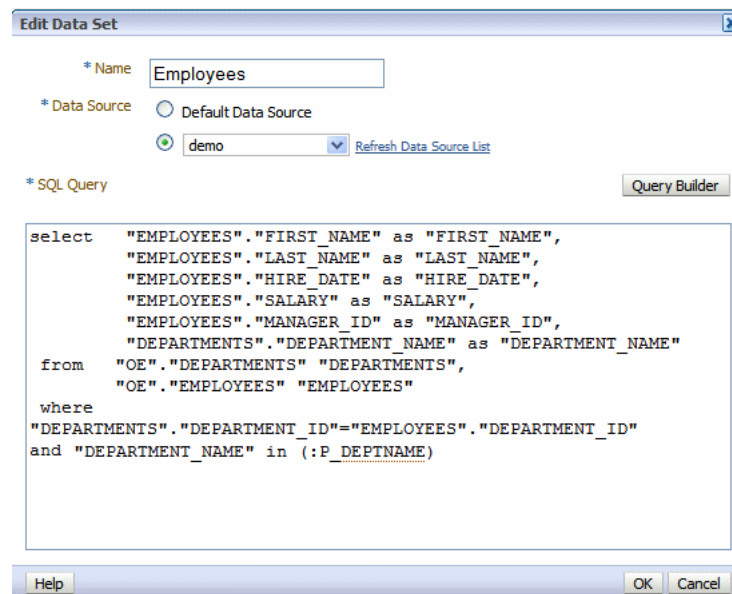 Edit Data Set
* Name Employees
* Data Source Default Data Source
demo Refresh Data Source List
* SQL Query Query Builder
select "EMPLOYEES"."FIRST_NAME" as "FIRST_NAME",
"EMPLOYEES"."LAST_NAME" as "LAST_NAME",
"EMPLOYEES"."HIRE_DATE" as "HIRE_DATE",
"EMPLOYEES"."SALARY" as "SALARY",
"EMPLOYEES"."MANAGER_ID" as "MANAGER_ID",
"DEPARTMENTS"."DEPARTMENT_NAME" as "DEPARTMENT_NAME"
from "OE"."DEPARTMENTS" "DEPARTMENTS",
"OE"."EMPLOYEES" "EMPLOYEES"
where
"DEPARTMENTS"."DEPARTMENT_ID"="EMPLOYEES"."DEPARTMENT_ID"
and "DEPARTMENT_NAME" in (:P_DEPTNAME)
Help OK Cancel